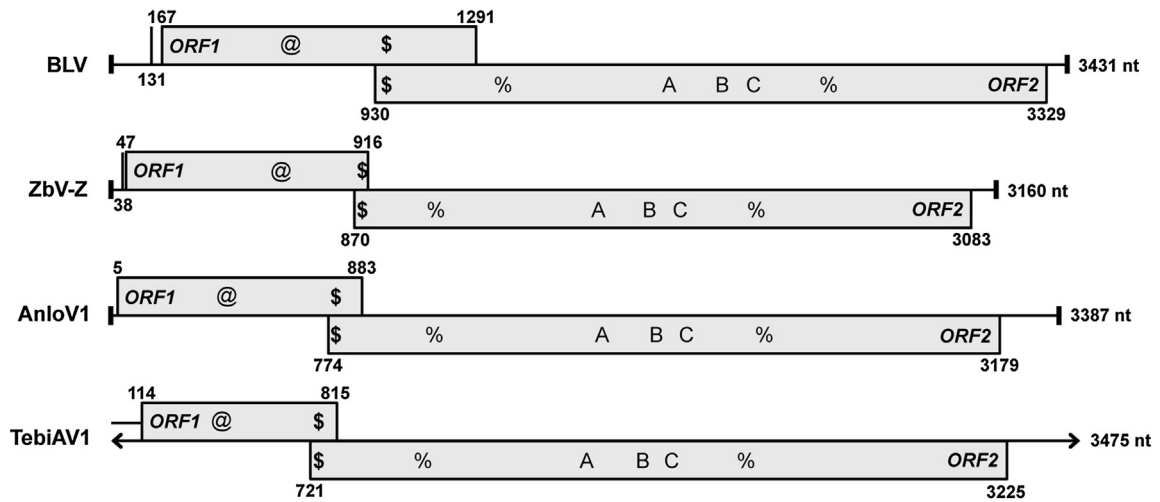 167 1291
ORF1 @ $
BLV 3431 nt
131
$ % A B C % ORF2
930 3329
47 916
ORF1 @ $
ZbV-Z 3160 nt
38
$ % A B C % ORF2
870 3083
5 883
ORF1 @ $
AnloV1 3387 nt
$ % A B C % ORF2
774 3179
114 815
ORF1 @ $
TebiAV1 3475 nt
$ % A B C % ORF2
721 3225